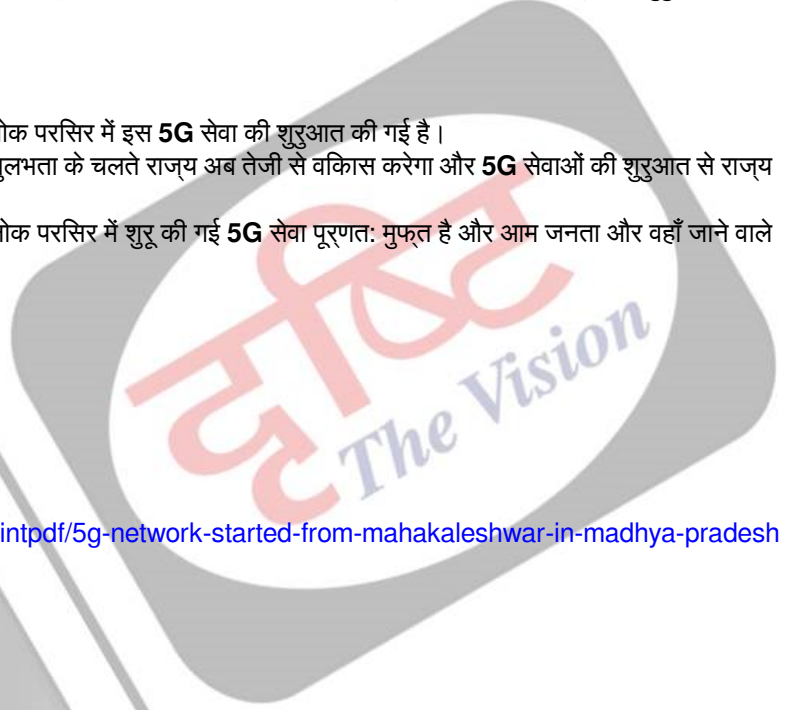 ोक परसिर में इस 5G सेवा की शुरुआत की गई है।
ुलभता के चलते राज्य अब तेजी से वकिास करेगा और 5G सेवाओं की शुरुआत से राज्य
ोक परसिर में शुरू की गई 5G सेवा पूर्णत: मुफ्त है और आम जनता और वहाँ जाने वाले
दृष्टि
The Vision
intpdf/5g-network-started-from-mahakaleshwar-in-madhya-pradesh